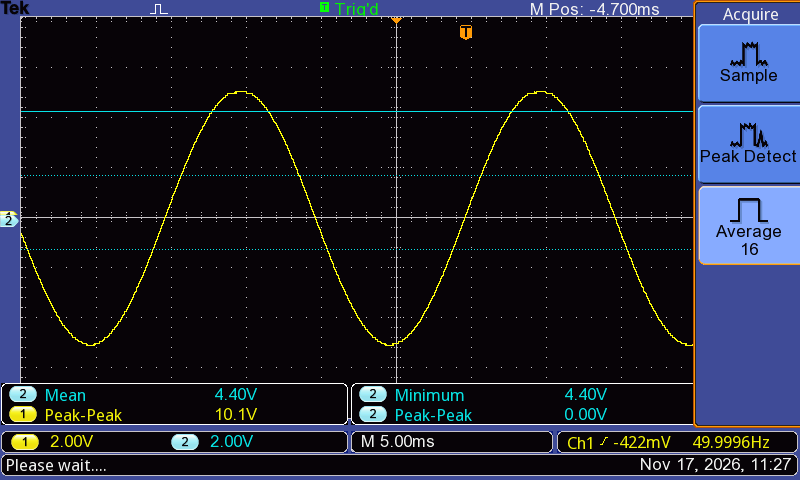 Tek T Trig'd M Pos: -4.700ms
T
Acquire
Sample
Peak Detect
Average
16
1
2
2 Mean 4.40V
1 Peak-Peak 10.1V
2 Minimum 4.40V
2 Peak-Peak 0.00V
1 2.00V 2 2.00V M 5.00ms Ch1 -422mV 49.9996Hz
Please wait.... Nov 17, 2026, 11:27